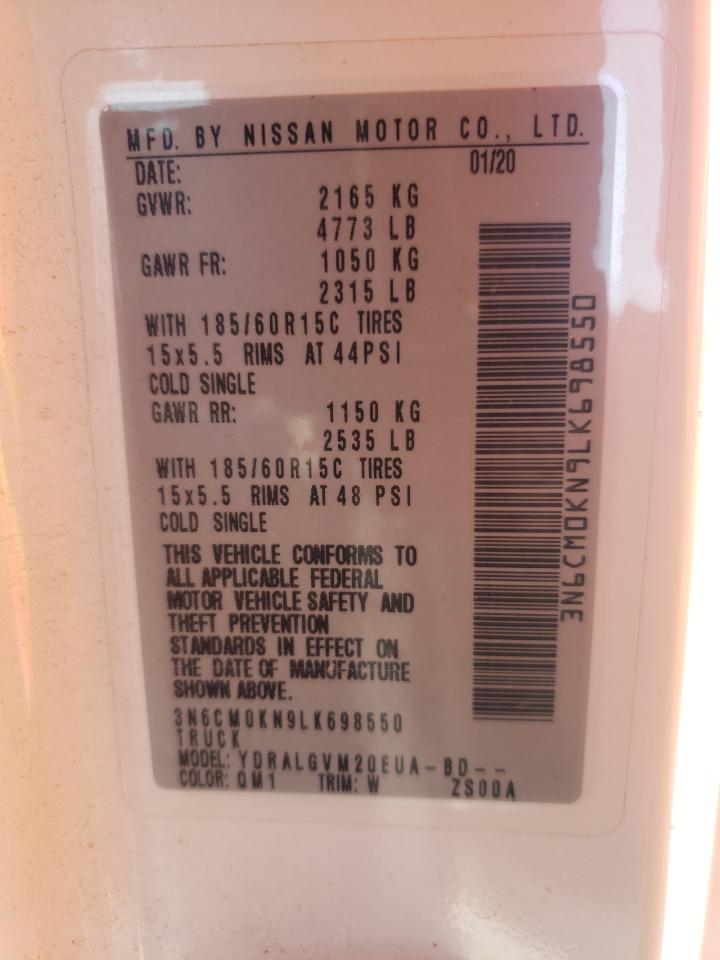 MFD. BY NISSAN MOTOR CO., LTD.
DATE: 01/20
GVWR: 2165 KG
4773 LB
GAWR FR: 1050 KG
2315 LB
WITH 185/60R15C TIRES
15x5.5 RIMS AT 44PSI
COLD SINGLE
GAWR RR: 1150 KG
2535 LB
WITH 185/60R15C TIRES
15x5.5 RIMS AT 48 PSI
COLD SINGLE
THIS VEHICLE CONFORMS TO
ALL APPLICABLE FEDERAL
MOTOR VEHICLE SAFETY AND
THEFT PREVENTION
STANDARDS IN EFFECT ON
THE DATE OF MANUFACTURE
SHOWN ABOVE.
3N6CM0KN9LK698550
TRUCK
MODEL: YDRALGVM20EUA-BD--
COLOR: QM1 TRIM: W ZS00A
3N6CM0KN9LK698550